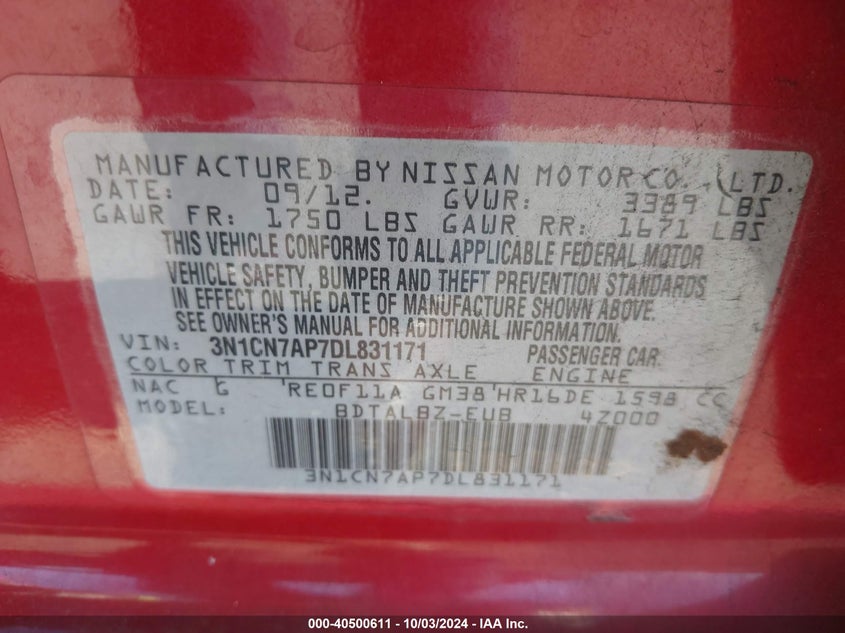 MANUFACTURED BY NISSAN MOTOR CO., LTD.
DATE: 09/12. GVWR: 3389 LBS
GAWR FR: 1750 LBS GAWR RR: 1671 LBS
THIS VEHICLE CONFORMS TO ALL APPLICABLE FEDERAL MOTOR
VEHICLE SAFETY, BUMPER AND THEFT PREVENTION STANDARDS
IN EFFECT ON THE DATE OF MANUFACTURE SHOWN ABOVE.
SEE OWNER'S MANUAL FOR ADDITIONAL INFORMATION.
VIN: 3N1CN7AP7DL831171 PASSENGER CAR.
COLOR TRIM TRANS AXLE ENGINE
NAC G RE0F11A GM38 HR16DE 1598 CC
MODEL: BDTALBZ-EUB 4Z000
3N1CN7AP7DL831171
000-40500611 - 10/03/2024 - IAA Inc.